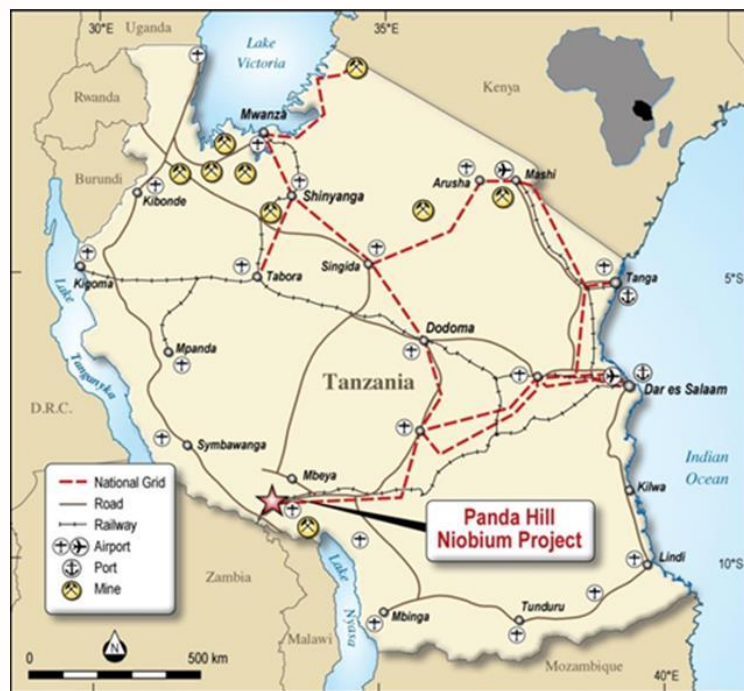 30°E
Uganda
Lake
Victoria
35°E
Kenya
Rwanda
Mwanza
Burundi
Kibonde
Shinyanga
Arusha
Mashi
Kigoma
Tabora
Singida
Tanga
5°S
Lake
Tanganyka
Mpanda
Dodoma
Tanzania
Dar es Salaam
D.R.C.
Symbawanga
Mbeya
Indian
Ocean
Kilwa
National Grid
Road
Railway
Airport
Port
Mine
Panda Hill
Niobium Project
Zambia
Lake
Nyasa
Lindi
10°S
Mbinga
Tunduru
Malawi
Mozambique
N
0
500 km
40°E